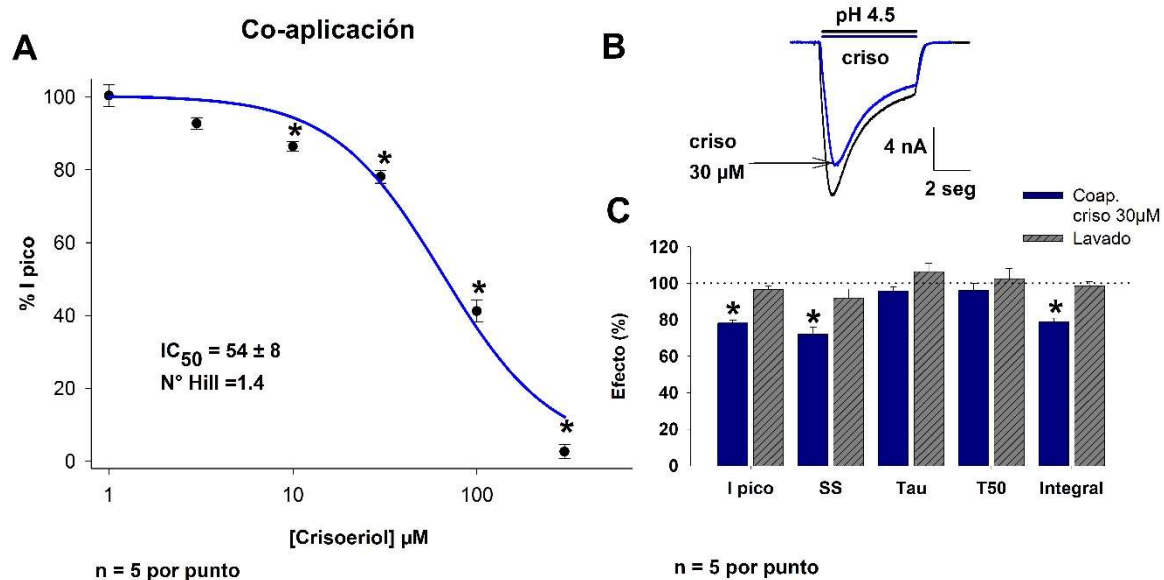 A
Co-aplicación
% I pico
100
80
60
40
20
0
*
*
*
*
IC50 = 54 ± 8
N° Hill =1.4
1
10
100
[Crisoeriol] µM
n = 5 por punto
B
pH 4.5
criso
criso
30 µM
4 nA
2 seg
C
Coap.
criso 30µM
Lavado
Efecto (%)
120
100
80
60
40
20
0
*
*
*
I pico
SS
Tau
T50
Integral
n = 5 por punto